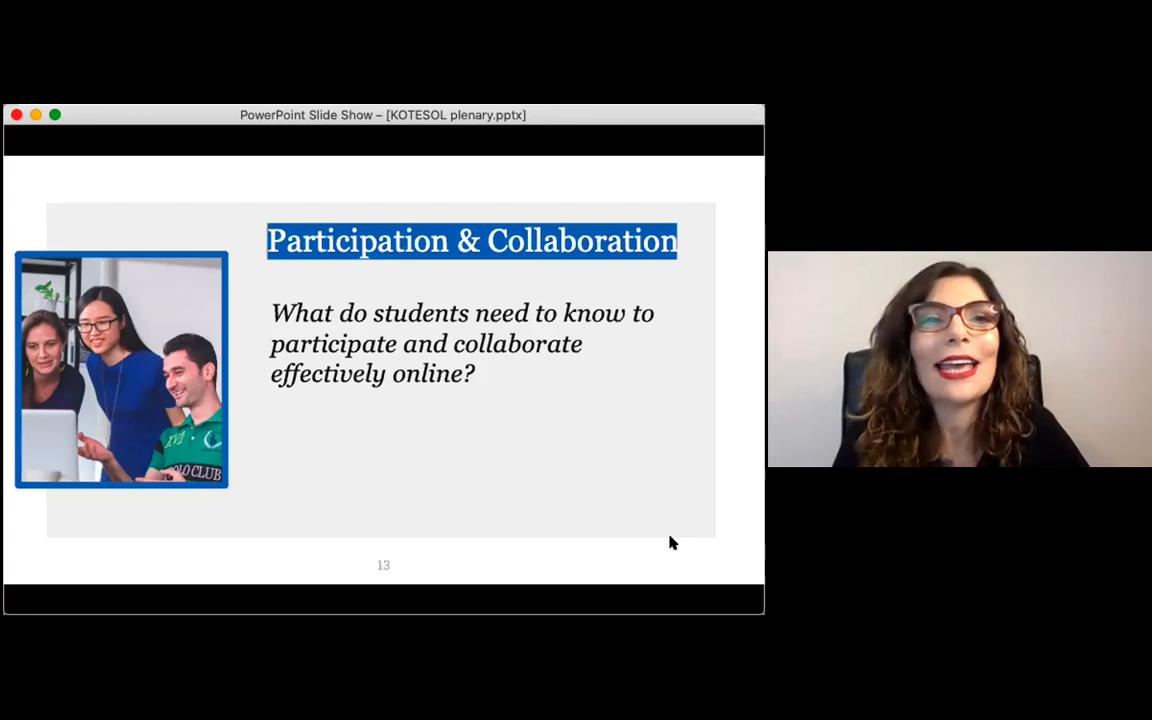 PowerPoint Slide Show – [KOTESOL plenary.pptx]
Participation & Collaboration
What do students need to know to
participate and collaborate
effectively online?
XVII
POLO CLUB
13